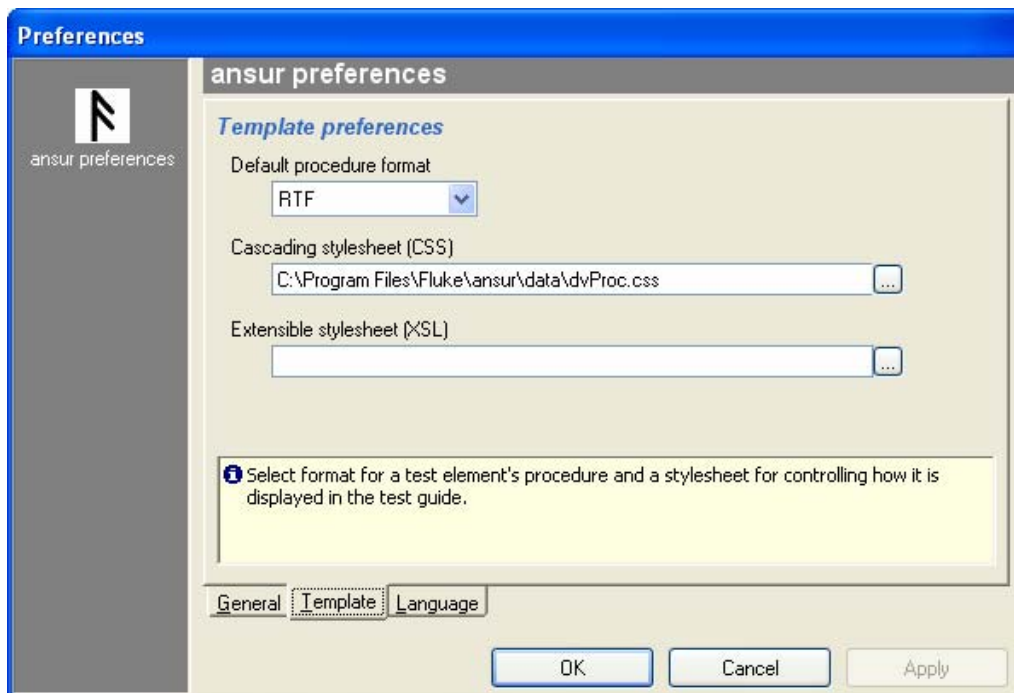 Preferences
ansur preferences
ansur preferences
Template preferences
Default procedure format
RTF
Cascading stylesheet (CSS)
C:\Program Files\Fluke\ansur\data\dvProc.css
...
Extensible stylesheet (XSL)
...
Select format for a test element's procedure and a stylesheet for controlling how it is
displayed in the test guide.
General Template Language
OK Cancel Apply